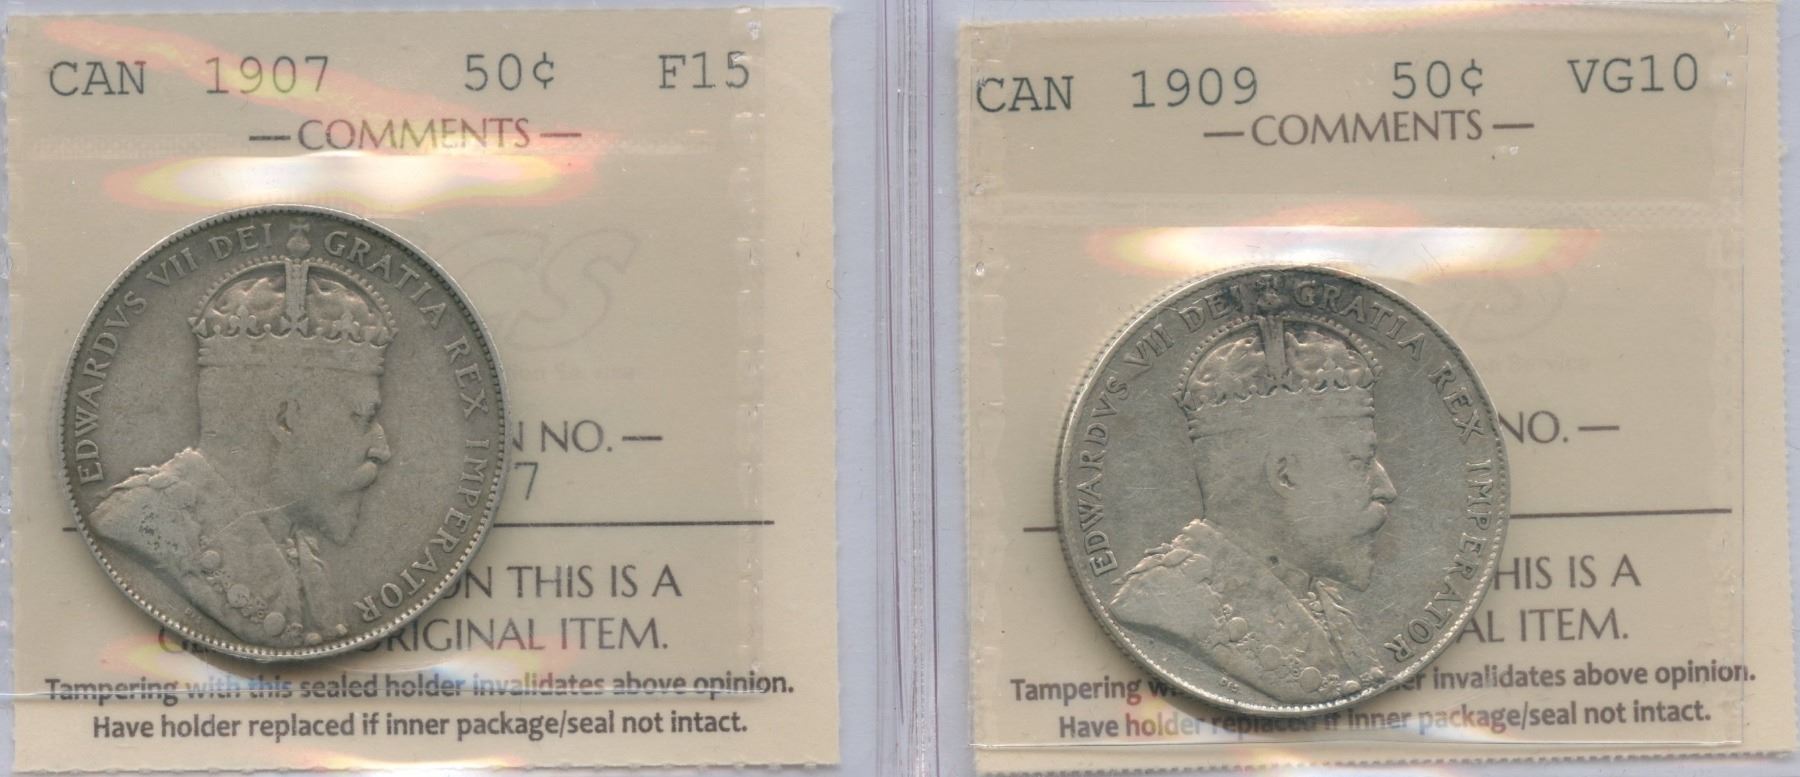 CAN 1907 50¢ F15
— COMMENTS —
EDWARDVS VII DEI GRATIA REX IMPERATOR
NO. —
7
ON THIS IS A
ORIGINAL ITEM.
Tampering with this sealed holder invalidates above opinion.
Have holder replaced if inner package/seal not intact.
CAN 1909 50¢ VG10
— COMMENTS —
EDWARDVS VII DEI GRATIA REX IMPERATOR
NO. —
THIS IS A
AL ITEM.
Tampering invalidates above opinion.
Have holder replaced if inner package/seal not intact.